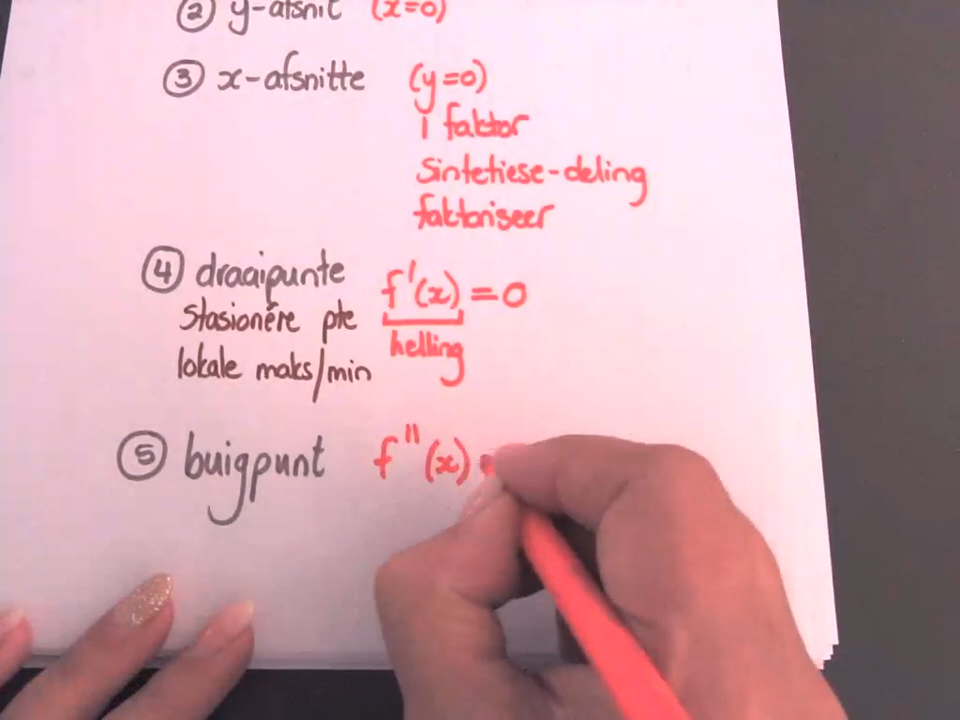 ② y-afsnit (x=0)
③ x-afsnitte (y=0)
1 faktor
Sintetiese-deling
faktoriseer
④ draaipunte f'(x) = 0
Stasionêre pte helling
lokale maks/min
⑤ buigpunt f"(x) =